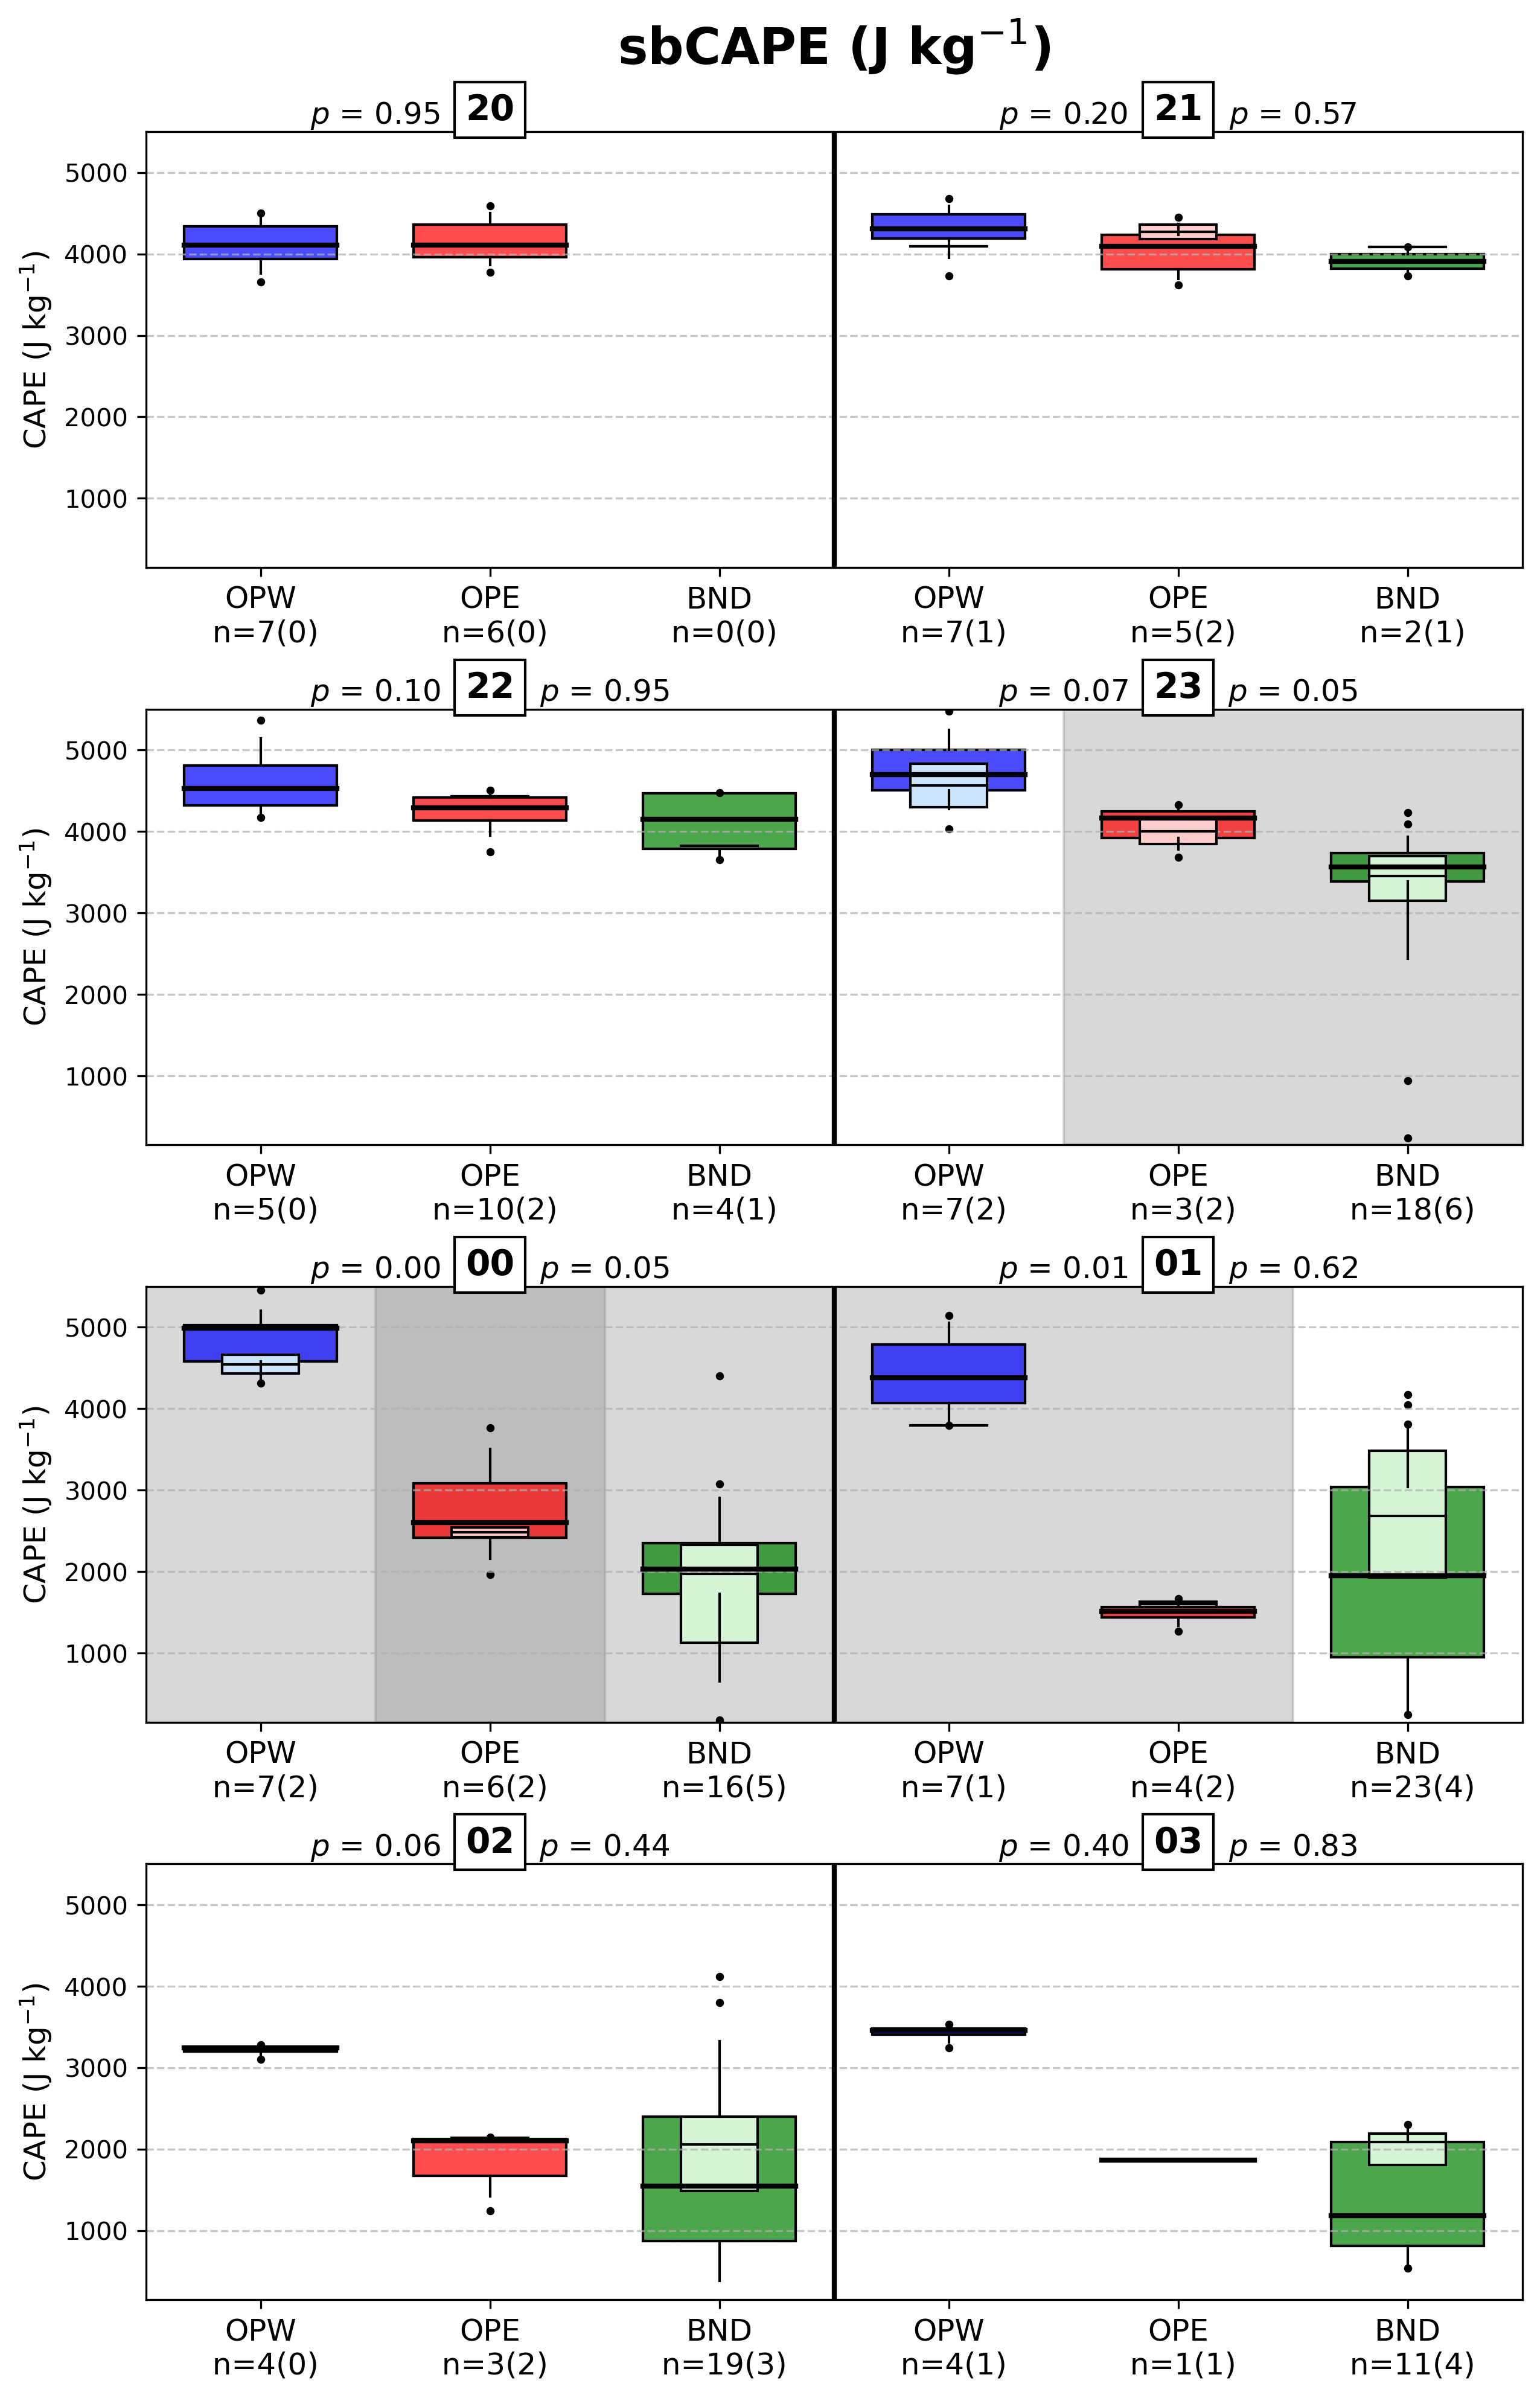 sbCAPE (J kg⁻¹)
p = 0.95 20
p = 0.20 21 p = 0.57
CAPE (J kg⁻¹)
5000
4000
3000
2000
1000
OPW OPE BND OPW OPE BND
n=7(0) n=6(0) n=0(0) n=7(1) n=5(2) n=2(1)
p = 0.10 22 p = 0.95
p = 0.07 23 p = 0.05
CAPE (J kg⁻¹)
5000
4000
3000
2000
1000
OPW OPE BND OPW OPE BND
n=5(0) n=10(2) n=4(1) n=7(2) n=3(2) n=18(6)
p = 0.00 00 p = 0.05
p = 0.01 01 p = 0.62
CAPE (J kg⁻¹)
5000
4000
3000
2000
1000
OPW OPE BND OPW OPE BND
n=7(2) n=6(2) n=16(5) n=7(1) n=4(2) n=23(4)
p = 0.06 02 p = 0.44
p = 0.40 03 p = 0.83
CAPE (J kg⁻¹)
5000
4000
3000
2000
1000
OPW OPE BND OPW OPE BND
n=4(0) n=3(2) n=19(3) n=4(1) n=1(1) n=11(4)